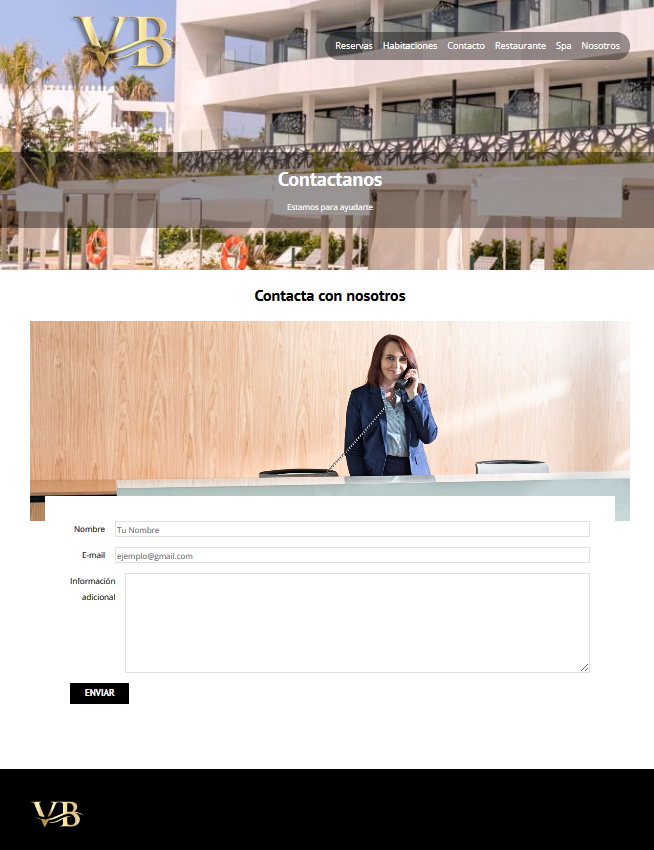 VB
Reservas Habitaciones Contacto Restaurante Spa Nosotros
Contactanos
Estamos para ayudarte
Contacta con nosotros
Nombre Tu Nombre
E-mail ejemplo@gmail.com
Información
adicional
ENVIAR
VB